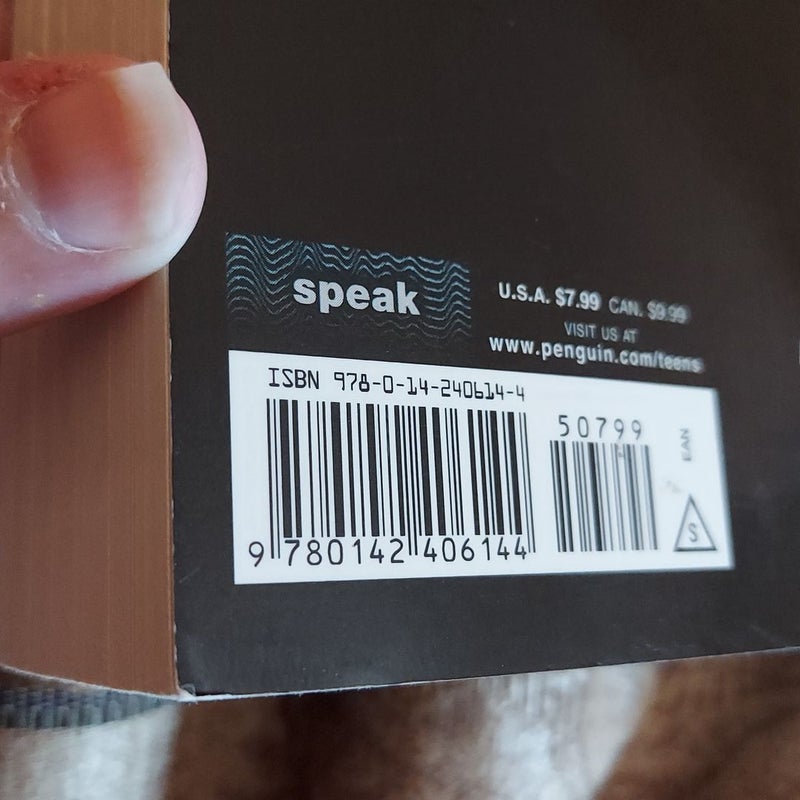 speak
U.S.A. $7.99 CAN. $9.99
VISIT US AT
www.penguin.com/teens
ISBN 978-0-14-240614-4
50799
EAN
S
9 780142 406144